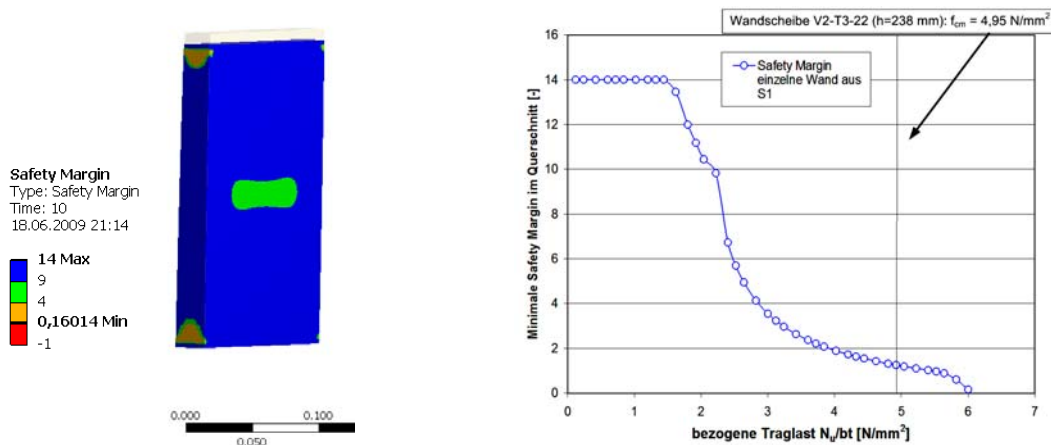 Safety Margin
Type: Safety Margin
Time: 10
18.06.2009 21:14
14 Max
9
4
0,16014 Min
-1
0.000
0.100
0.050
Wandscheibe V2-T3-22 (h=238 mm): fcm = 4,95 N/mm²
Safety Margin
einzelne Wand aus
S1
Minimale Safety Margin im Querschnitt [-]
16
14
12
10
8
6
4
2
0
0 1 2 3 4 5 6 7
bezogene Traglast Nu/bt [N/mm²]